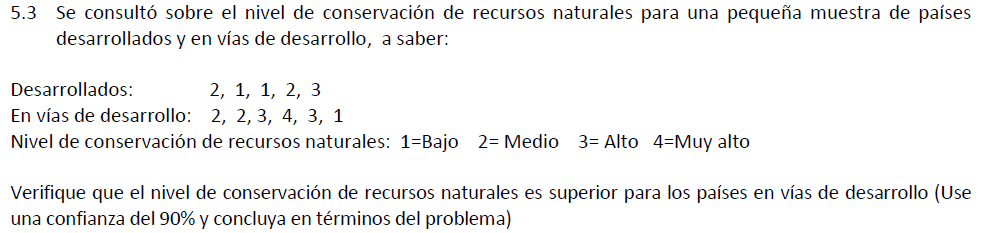 5.3 Se consultó sobre el nivel de conservación de recursos naturales para una pequeña muestra de países
desarrollados y en vías de desarrollo, a saber:
Desarrollados: 2, 1, 1, 2, 3
En vías de desarrollo: 2, 2, 3, 4, 3, 1
Nivel de conservación de recursos naturales: 1=Bajo 2= Medio 3= Alto 4=Muy alto
Verifique que el nivel de conservación de recursos naturales es superior para los países en vías de desarrollo (Use
una confianza del 90% y concluya en términos del problema)